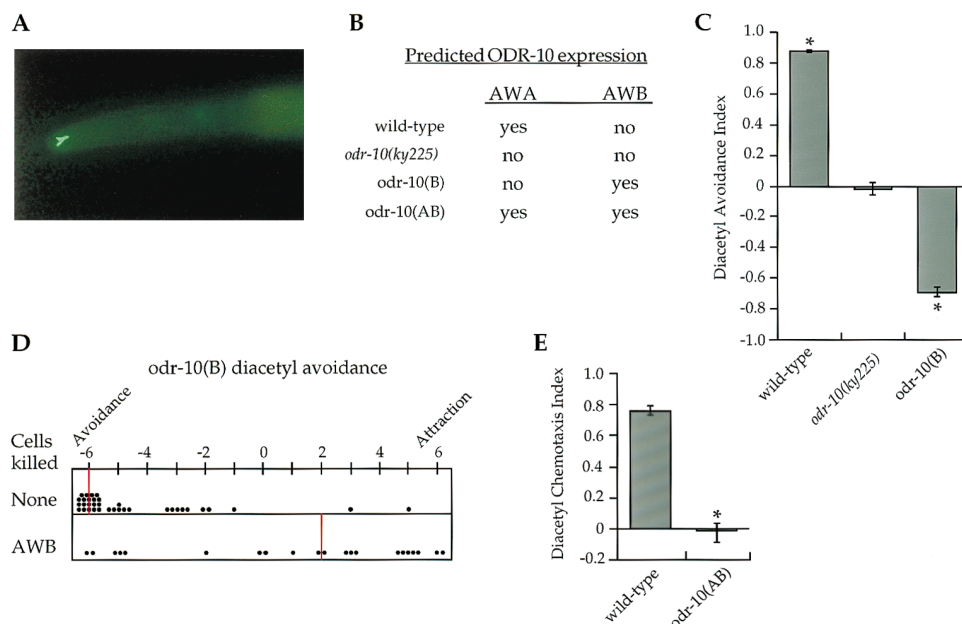 A
B
Predicted ODR-10 expression
AWA AWB
wild-type yes no
odr-10(ky225) no no
odr-10(B) no yes
odr-10(AB) yes yes
C
Diacetyl Avoidance Index
1.0
0.8
0.6
0.4
0.2
0
-0.2
-0.4
-0.6
-0.8
-1.0
*
*
wild-type
odr-10(ky225)
odr-10(B)
D
odr-10(B) diacetyl avoidance
Avoidance
Attraction
Cells
killed
-6 -4 -2 0 2 4 6
None
AWB
E
Diacetyl Chemotaxis Index
1.0
0.8
0.6
0.4
0.2
0
-0.2
*
wild-type
odr-10(AB)